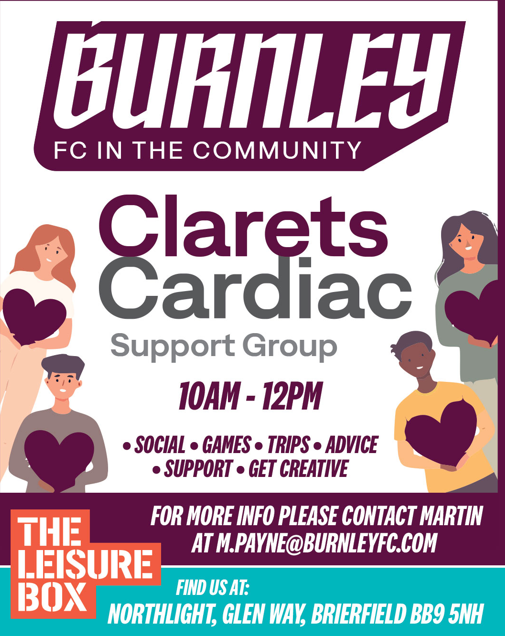 BURNLEY
FC IN THE COMMUNITY
Clarets
Cardiac
Support Group
10AM - 12PM
• SOCIAL • GAMES • TRIPS • ADVICE
• SUPPORT • GET CREATIVE
FOR MORE INFO PLEASE CONTACT MARTIN
AT M.PAYNE@BURNLEYFC.COM
THE
LEISURE
BOX
FIND US AT:
NORTHLIGHT, GLEN WAY, BRIERFIELD BB9 5NH